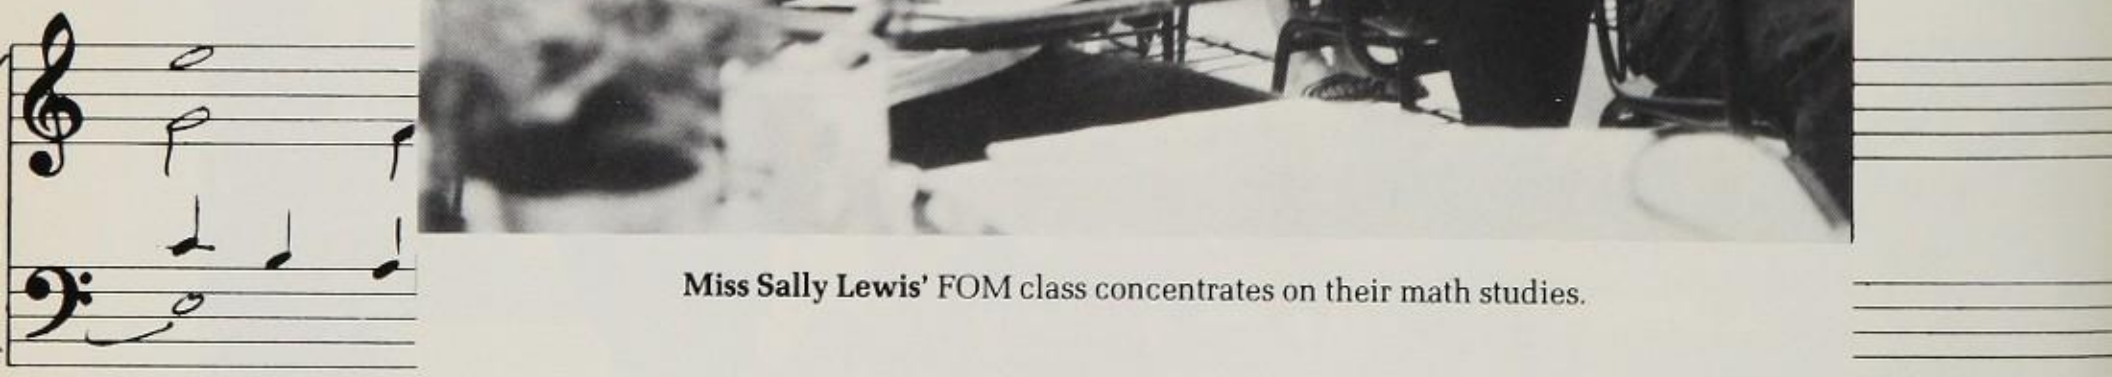 Miss Sally Lewis' FOM class concentrates on their math studies.